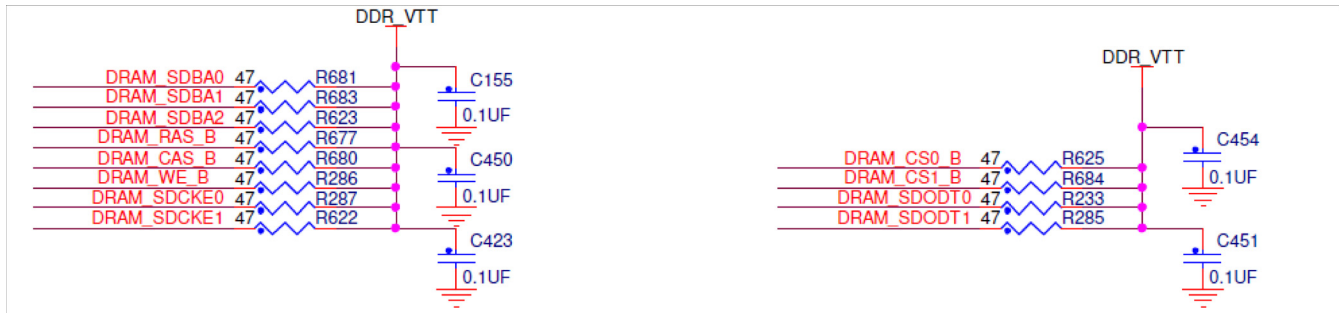 DDR_VTT
DRAM_SDBA0 47 R681
C155
DRAM_SDBA1 47 R683
0.1UF
DRAM_SDBA2 47 R623
DRAM_RAS_B 47 R677
DRAM_CAS_B 47 R680
C450
DRAM_WE_B 47 R286
0.1UF
DRAM_SDCKE0 47 R287
DRAM_SDCKE1 47 R622
C423
0.1UF
DDR_VTT
C454
DRAM_CS0_B 47 R625
0.1UF
DRAM_CS1_B 47 R684
DRAM_SDODT0 47 R233
DRAM_SDODT1 47 R285
C451
0.1UF